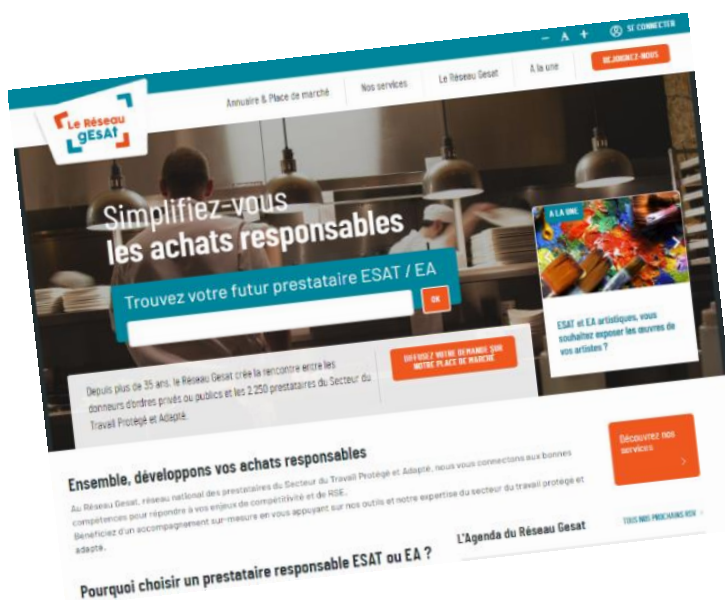 − A + SE CONNECTER
Le Réseau
gESAt
Annuaire & Place de marché
Nos services
Le Réseau Gesat
A la une
REJOIGNEZ-NOUS
Simplifiez-vous
les achats responsables
Trouvez votre futur prestataire ESAT / EA
OK
A LA UNE
ESAT et EA artistiques, vous
souhaitez exposer les œuvres de
vos artistes ?
Depuis plus de 35 ans, le Réseau Gesat crée la rencontre entre les
donneurs d'ordres privés ou publics et les 2 250 prestataires du Secteur du
Travail Protégé et Adapté.
DIFFUSEZ VOTRE DEMANDE SUR
NOTRE PLACE DE MARCHÉ
Ensemble, développons vos achats responsables
Au Réseau Gesat, réseau national des prestataires du Secteur du Travail Protégé et Adapté, nous vous connectons aux bonnes
compétences pour répondre à vos enjeux de compétitivité et de RSE.
Bénéficiez d'un accompagnement sur-mesure en vous appuyant sur nos outils et notre expertise du secteur du travail protégé et
adapté.
Découvrez nos
services
Pourquoi choisir un prestataire responsable ESAT ou EA ?
L'Agenda du Réseau Gesat
TOUS NOS PROCHAINS RDV